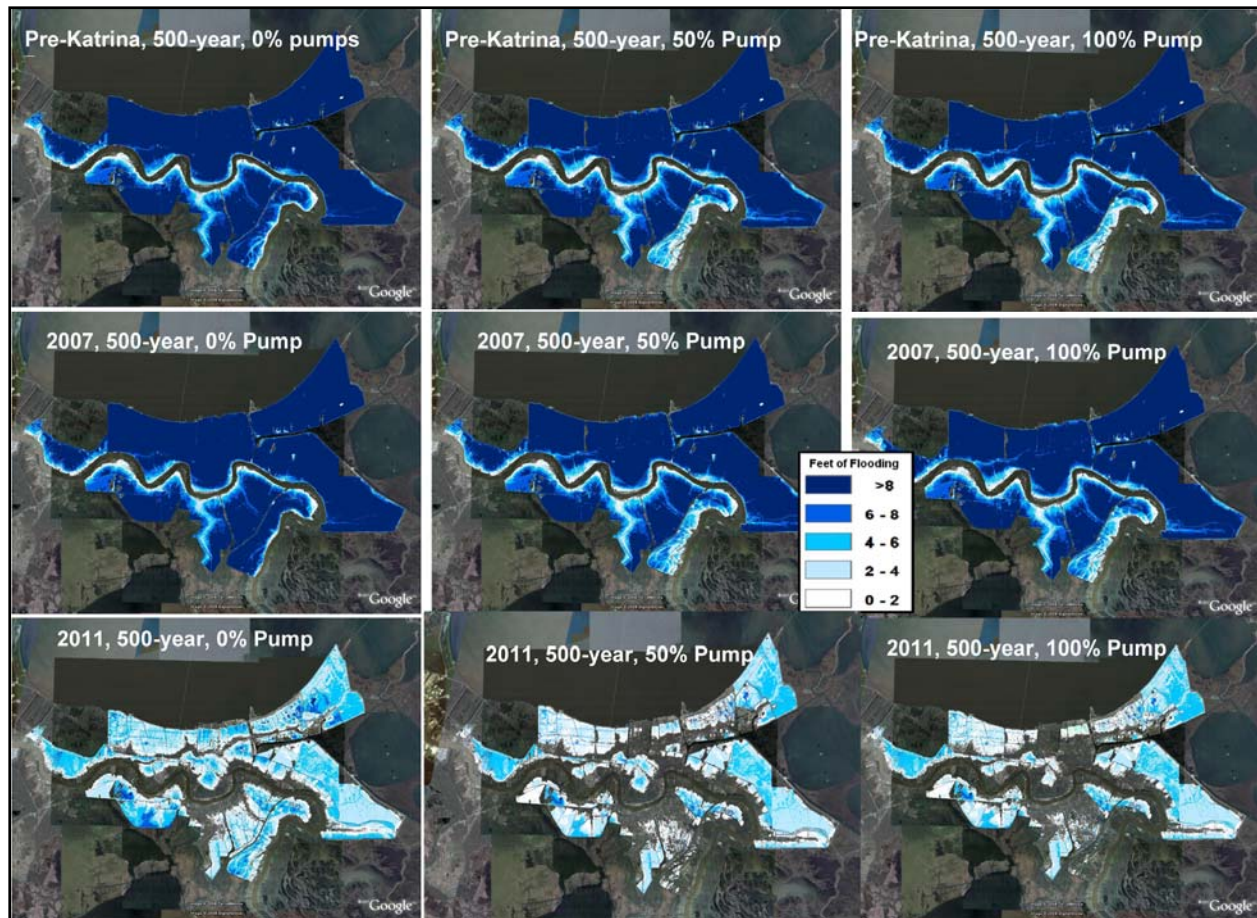 Pre-Katrina, 500-year, 0% pumps
Pre-Katrina, 500-year, 50% Pump
Pre-Katrina, 500-year, 100% Pump
Google
Google
Google
2007, 500-year, 0% Pump
2007, 500-year, 50% Pump
2007, 500-year, 100% Pump
Feet of Flooding
>8
6 - 8
4 - 6
2 - 4
0 - 2
Google
Google
Google
2011, 500-year, 0% Pump
2011, 500-year, 50% Pump
2011, 500-year, 100% Pump
Google
Google
Google